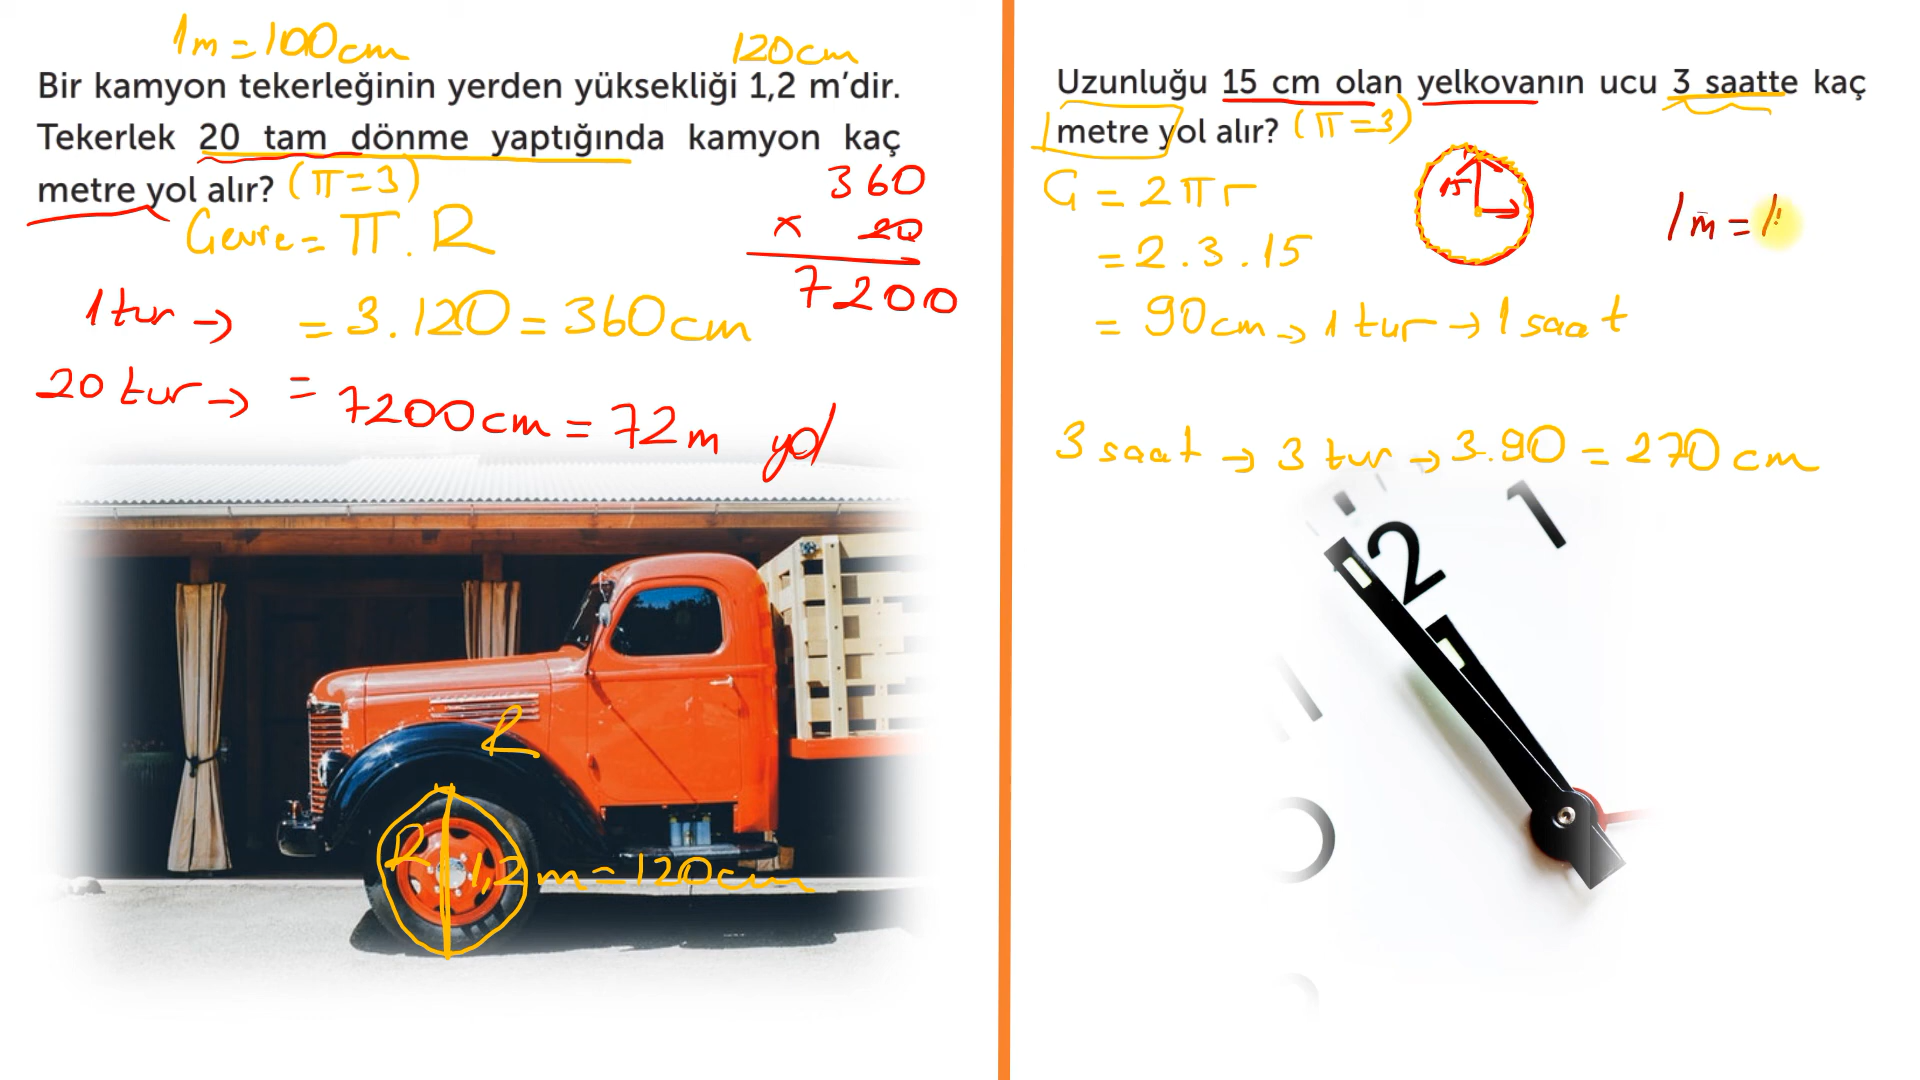 1m = 100cm
120cm
Bir kamyon tekerleğinin yerden yüksekliği 1,2 m'dir.
Tekerlek 20 tam dönme yaptığında kamyon kaç
metre yol alır? (π=3)
Çevre = π . R
360
x 20
7200
1 tur → = 3.120 = 360cm
20 tur → = 7200cm = 72m yol
R
R 1,2 m = 120cm
Uzunluğu 15 cm olan yelkovanın ucu 3 saatte kaç
metre yol alır? (π=3)
15
Ç = 2πr
= 2.3.15
= 90cm → 1 tur → 1 saat
1m = 1
3 saat → 3 tur → 3.90 = 270 cm
2
1